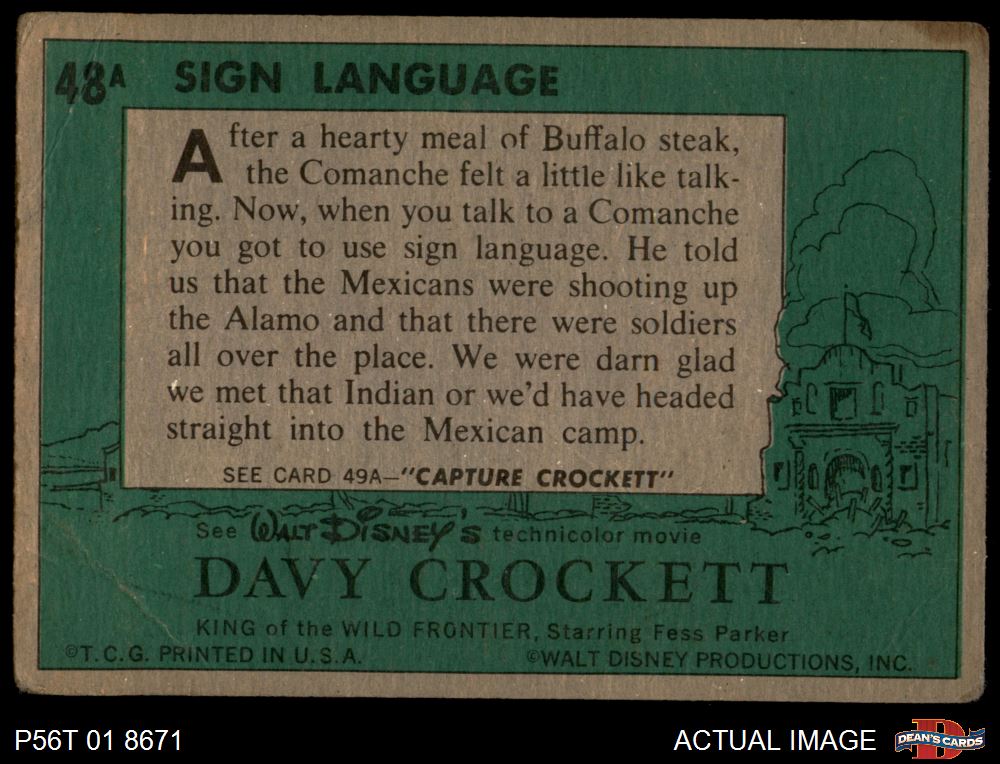 48A SIGN LANGUAGE
After a hearty meal of Buffalo steak,
the Comanche felt a little like talk-
ing. Now, when you talk to a Comanche
you got to use sign language. He told
us that the Mexicans were shooting up
the Alamo and that there were soldiers
all over the place. We were darn glad
we met that Indian or we'd have headed
straight into the Mexican camp.
SEE CARD 49A—"CAPTURE CROCKETT"
See WALT DISNEY'S technicolor movie
DAVY CROCKETT
KING of the WILD FRONTIER, Starring Fess Parker
©T.C.G. PRINTED IN U.S.A. ©WALT DISNEY PRODUCTIONS, INC.
P56T 01 8671 ACTUAL IMAGE DEAN'S CARDS